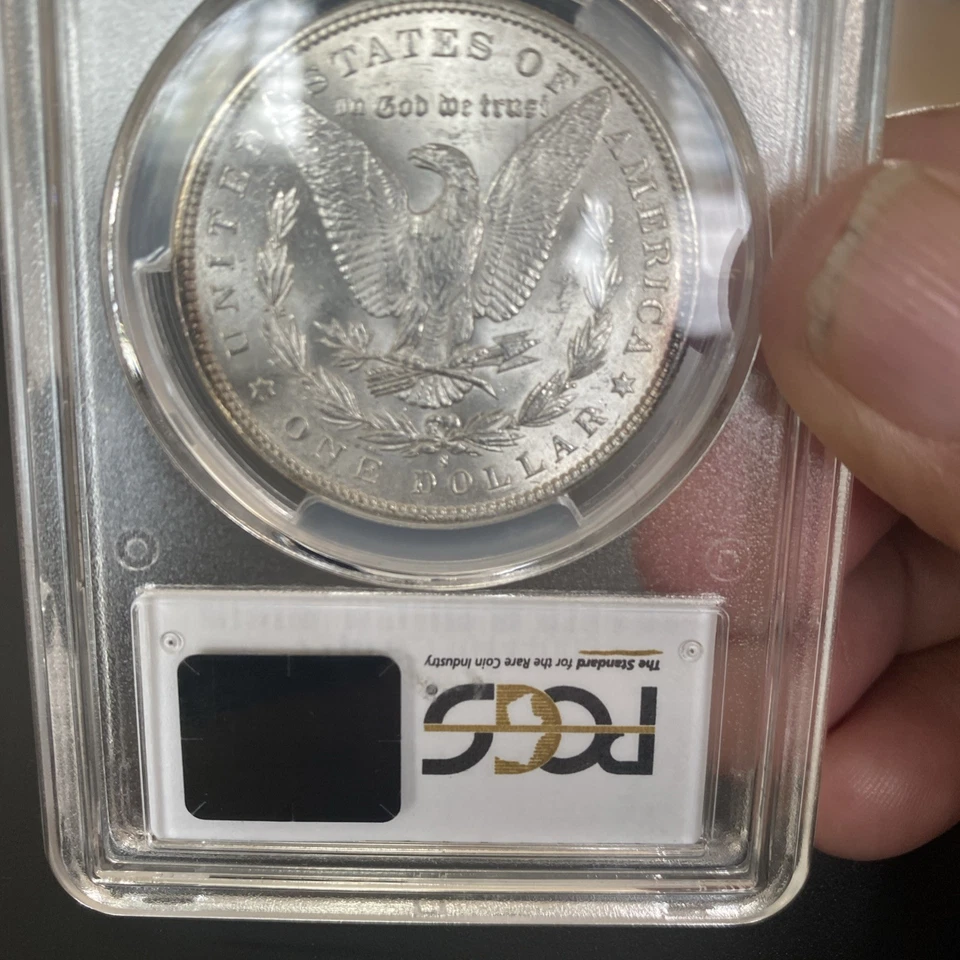 UNITED STATES OF AMERICA
In God we trust
ONE DOLLAR
S
PCGS
The Standard for the Rare Coin Industry